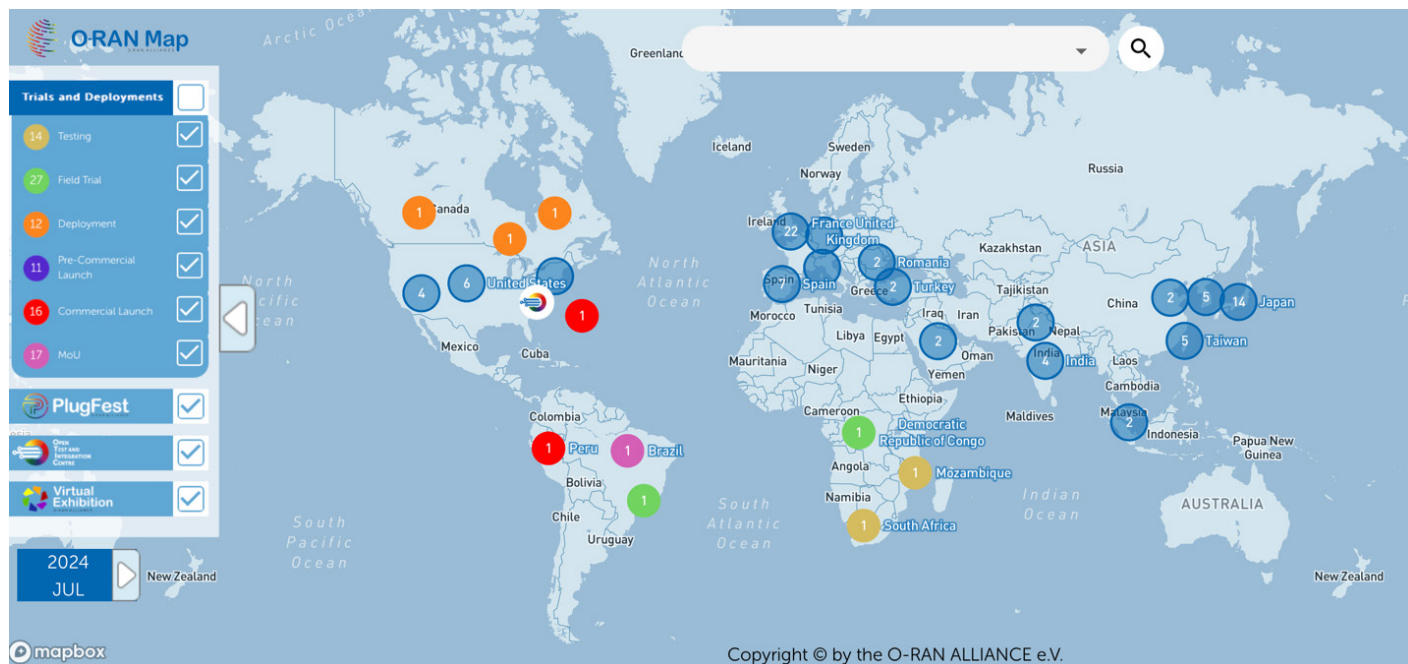 O-RAN Map
O-RAN ALLIANCE
Trials and Deployments
14 Testing
27 Field Trial
12 Deployment
11 Pre-Commercial
Launch
16 Commercial Launch
17 MoU
PlugFest
OPEN
TEST AND
INTEGRATION
CENTRE
Virtual
Exhibition
2024
JUL
mapbox
Arctic Ocean
Greenland
Iceland
Sweden
Norway
Russia
1
Canada
1
1
Ireland
22
France United
Kingdom
Kazakhstan
ASIA
North
Pacific
Ocean
North
Atlantic
Ocean
4
6
United States
1
Spain
7
Spain
2
Romania
Greece
2
Turkey
Tajikistan
China
2
5
14
Japan
Morocco
Tunisia
Iraq
Iran
Pakistan
2
Nepal
5
Taiwan
Mexico
Cuba
Libya
Egypt
2
Oman
India
4
India
Laos
Mauritania
Niger
Yemen
Cambodia
Colombia
Cameroon
Ethiopia
Maldives
Malaysia
2
Indonesia
Papua New
Guinea
1
Peru
1
Brazil
1
Democratic
Republic of Congo
Bolivia
Angola
1
Mozambique
1
Namibia
Indian
Ocean
AUSTRALIA
South
Pacific
Ocean
Chile
Uruguay
South
Atlantic
Ocean
1
South Africa
New Zealand
New Zealand
Copyright © by the O-RAN ALLIANCE e.V.